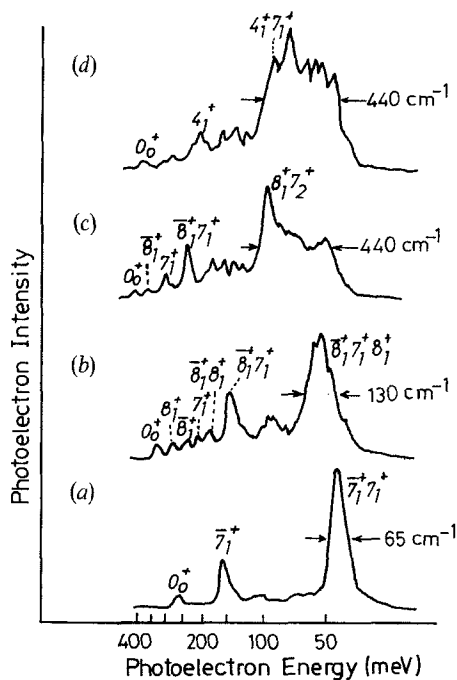 (d)
4₁⁺7₁⁺
4₁⁺
0₀⁺
440 cm⁻¹
(c)
8₁⁺7₂⁺
8̄₁⁺7₁⁺
8̄₁⁺
7₁⁺
0₀⁺
440 cm⁻¹
(b)
8̄₁⁺7₁⁺8₁⁺
8̄₁⁺7₁⁺
8̄₁⁺8₁⁺
7₁⁺
8̄₁⁺
8₁⁺
0₀⁺
130 cm⁻¹
(a)
7̄₁⁺7₁⁺
7̄₁⁺
0₀⁺
65 cm⁻¹
Photoelectron Intensity
400 200 100 50
Photoelectron Energy (meV)